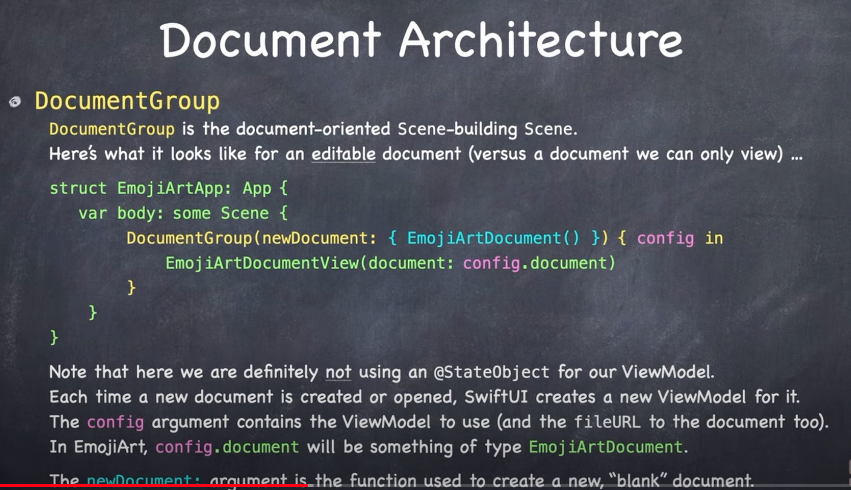 Document Architecture
DocumentGroup
DocumentGroup is the document-oriented Scene-building Scene.
Here's what it looks like for an editable document (versus a document we can only view) ...
struct EmojiArtApp: App {
var body: some Scene {
DocumentGroup(newDocument: { EmojiArtDocument() }) { config in
EmojiArtDocumentView(document: config.document)
}
}
}
Note that here we are definitely not using an @StateObject for our ViewModel.
Each time a new document is created or opened, SwiftUI creates a new ViewModel for it.
The config argument contains the ViewModel to use (and the fileURL to the document too).
In EmojiArt, config.document will be something of type EmojiArtDocument.
The newDocument: argument is the function used to create a new, “blank” document.